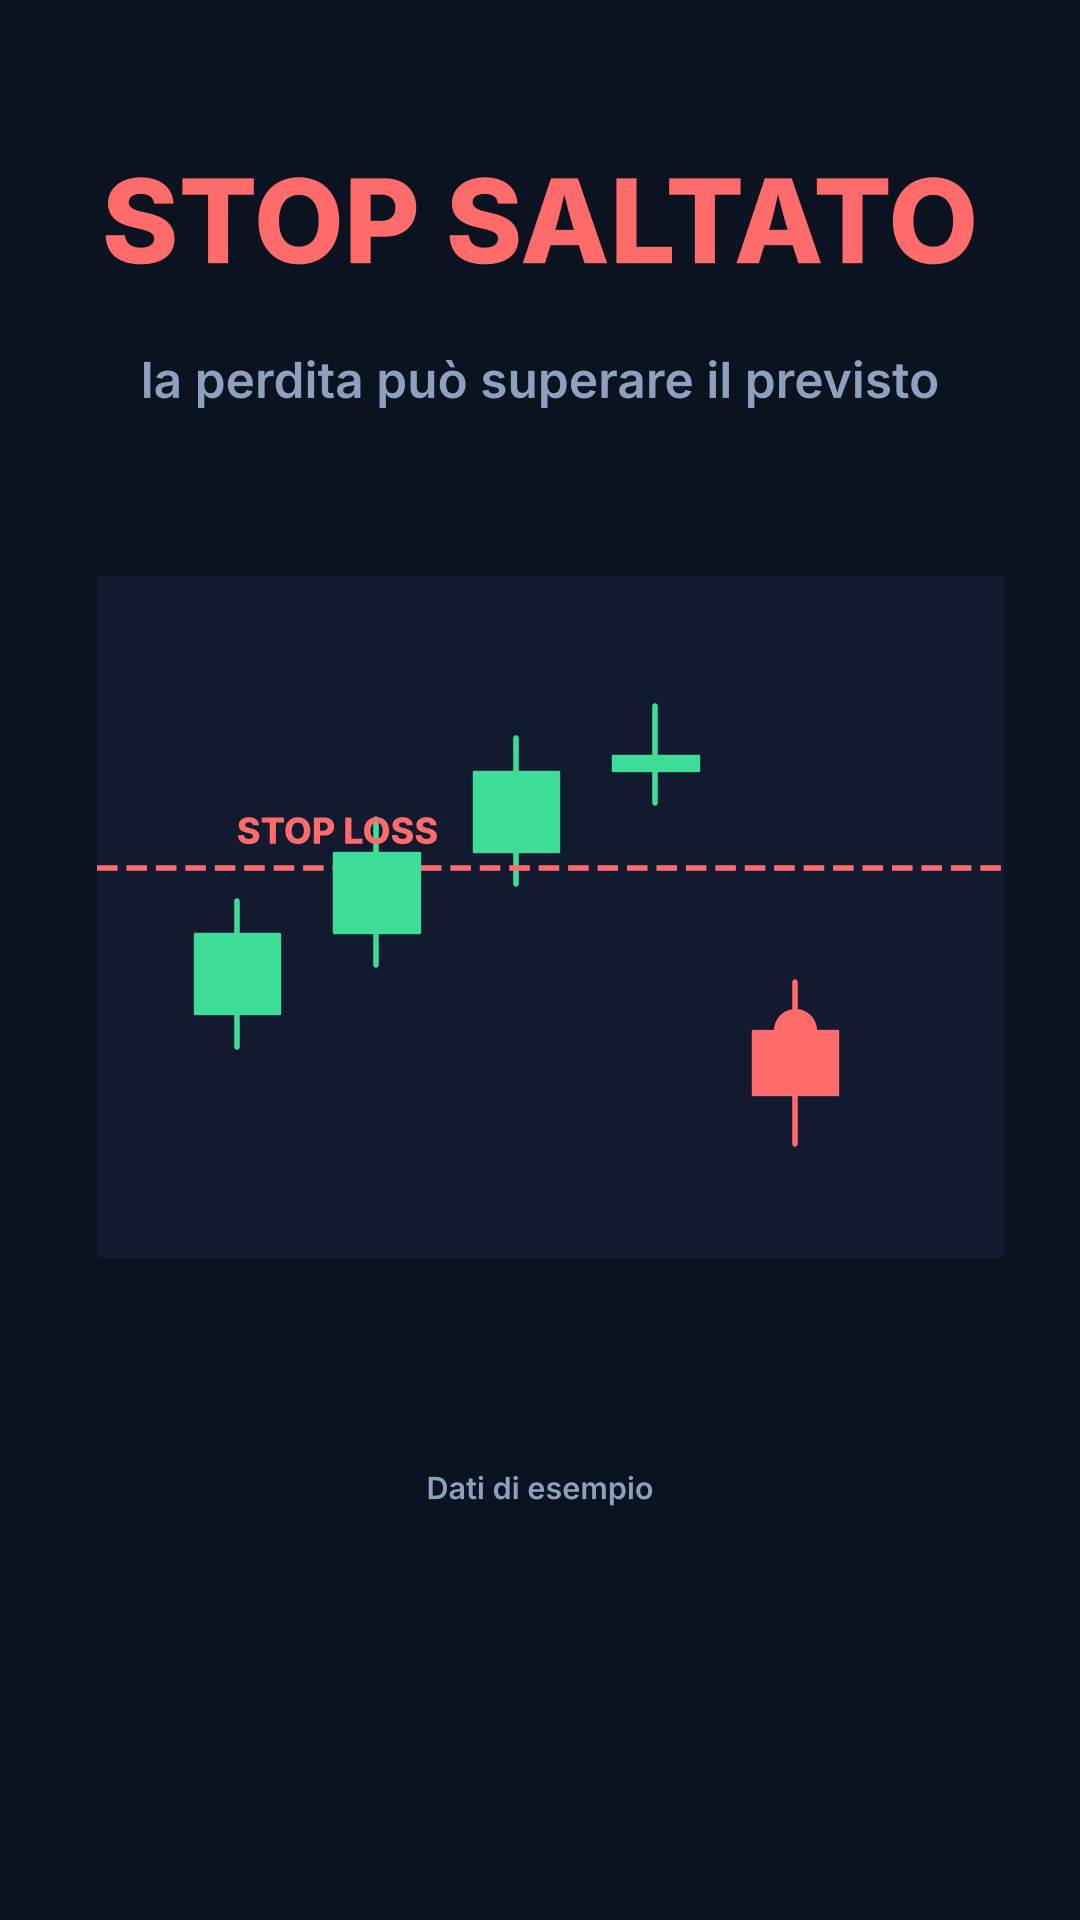 STOP SALTATO
la perdita può superare il previsto
STOP LOSS
Dati di esempio